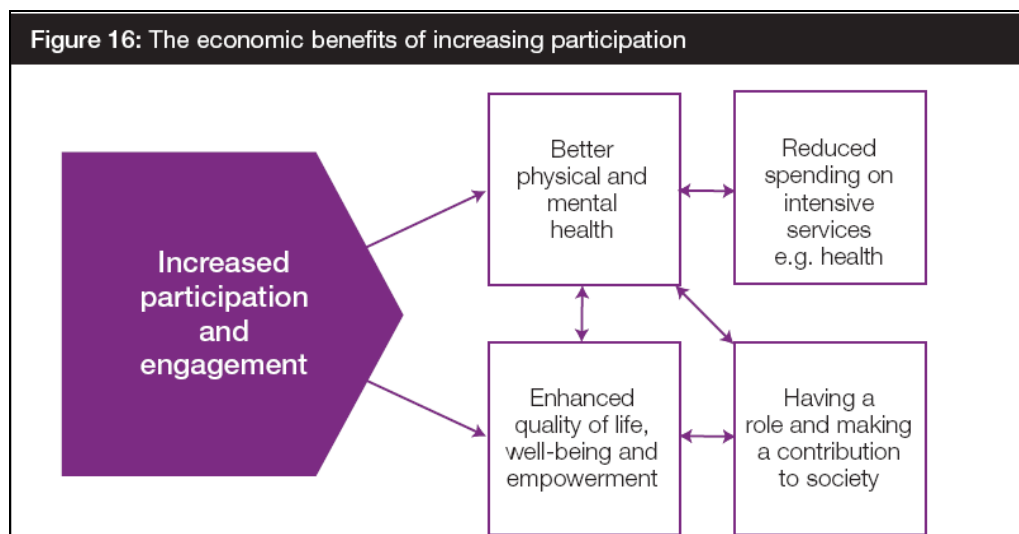 Figure 16: The economic benefits of increasing participation
Increased
participation
and
engagement
Better
physical and
mental
health
Reduced
spending on
intensive
services
e.g. health
Enhanced
quality of life,
well-being and
empowerment
Having a
role and making
a contribution
to society